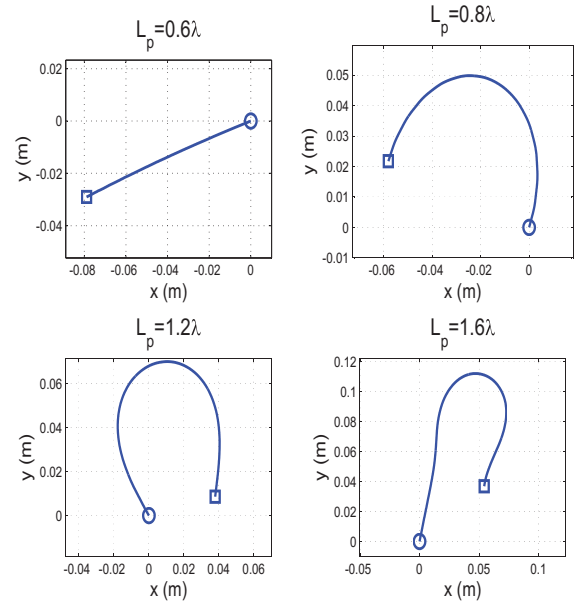 L_p=0.6λ
0.02
0
-0.02
-0.04
y (m)
-0.08 -0.06 -0.04 -0.02 0
x (m)
L_p=0.8λ
0.05
0.04
0.03
0.02
0.01
0
-0.01
y (m)
-0.06 -0.04 -0.02 0
x (m)
L_p=1.2λ
0.06
0.04
0.02
0
y (m)
-0.04 -0.02 0 0.02 0.04 0.06
x (m)
L_p=1.6λ
0.12
0.1
0.08
0.06
0.04
0.02
0
y (m)
-0.05 0 0.05 0.1
x (m)